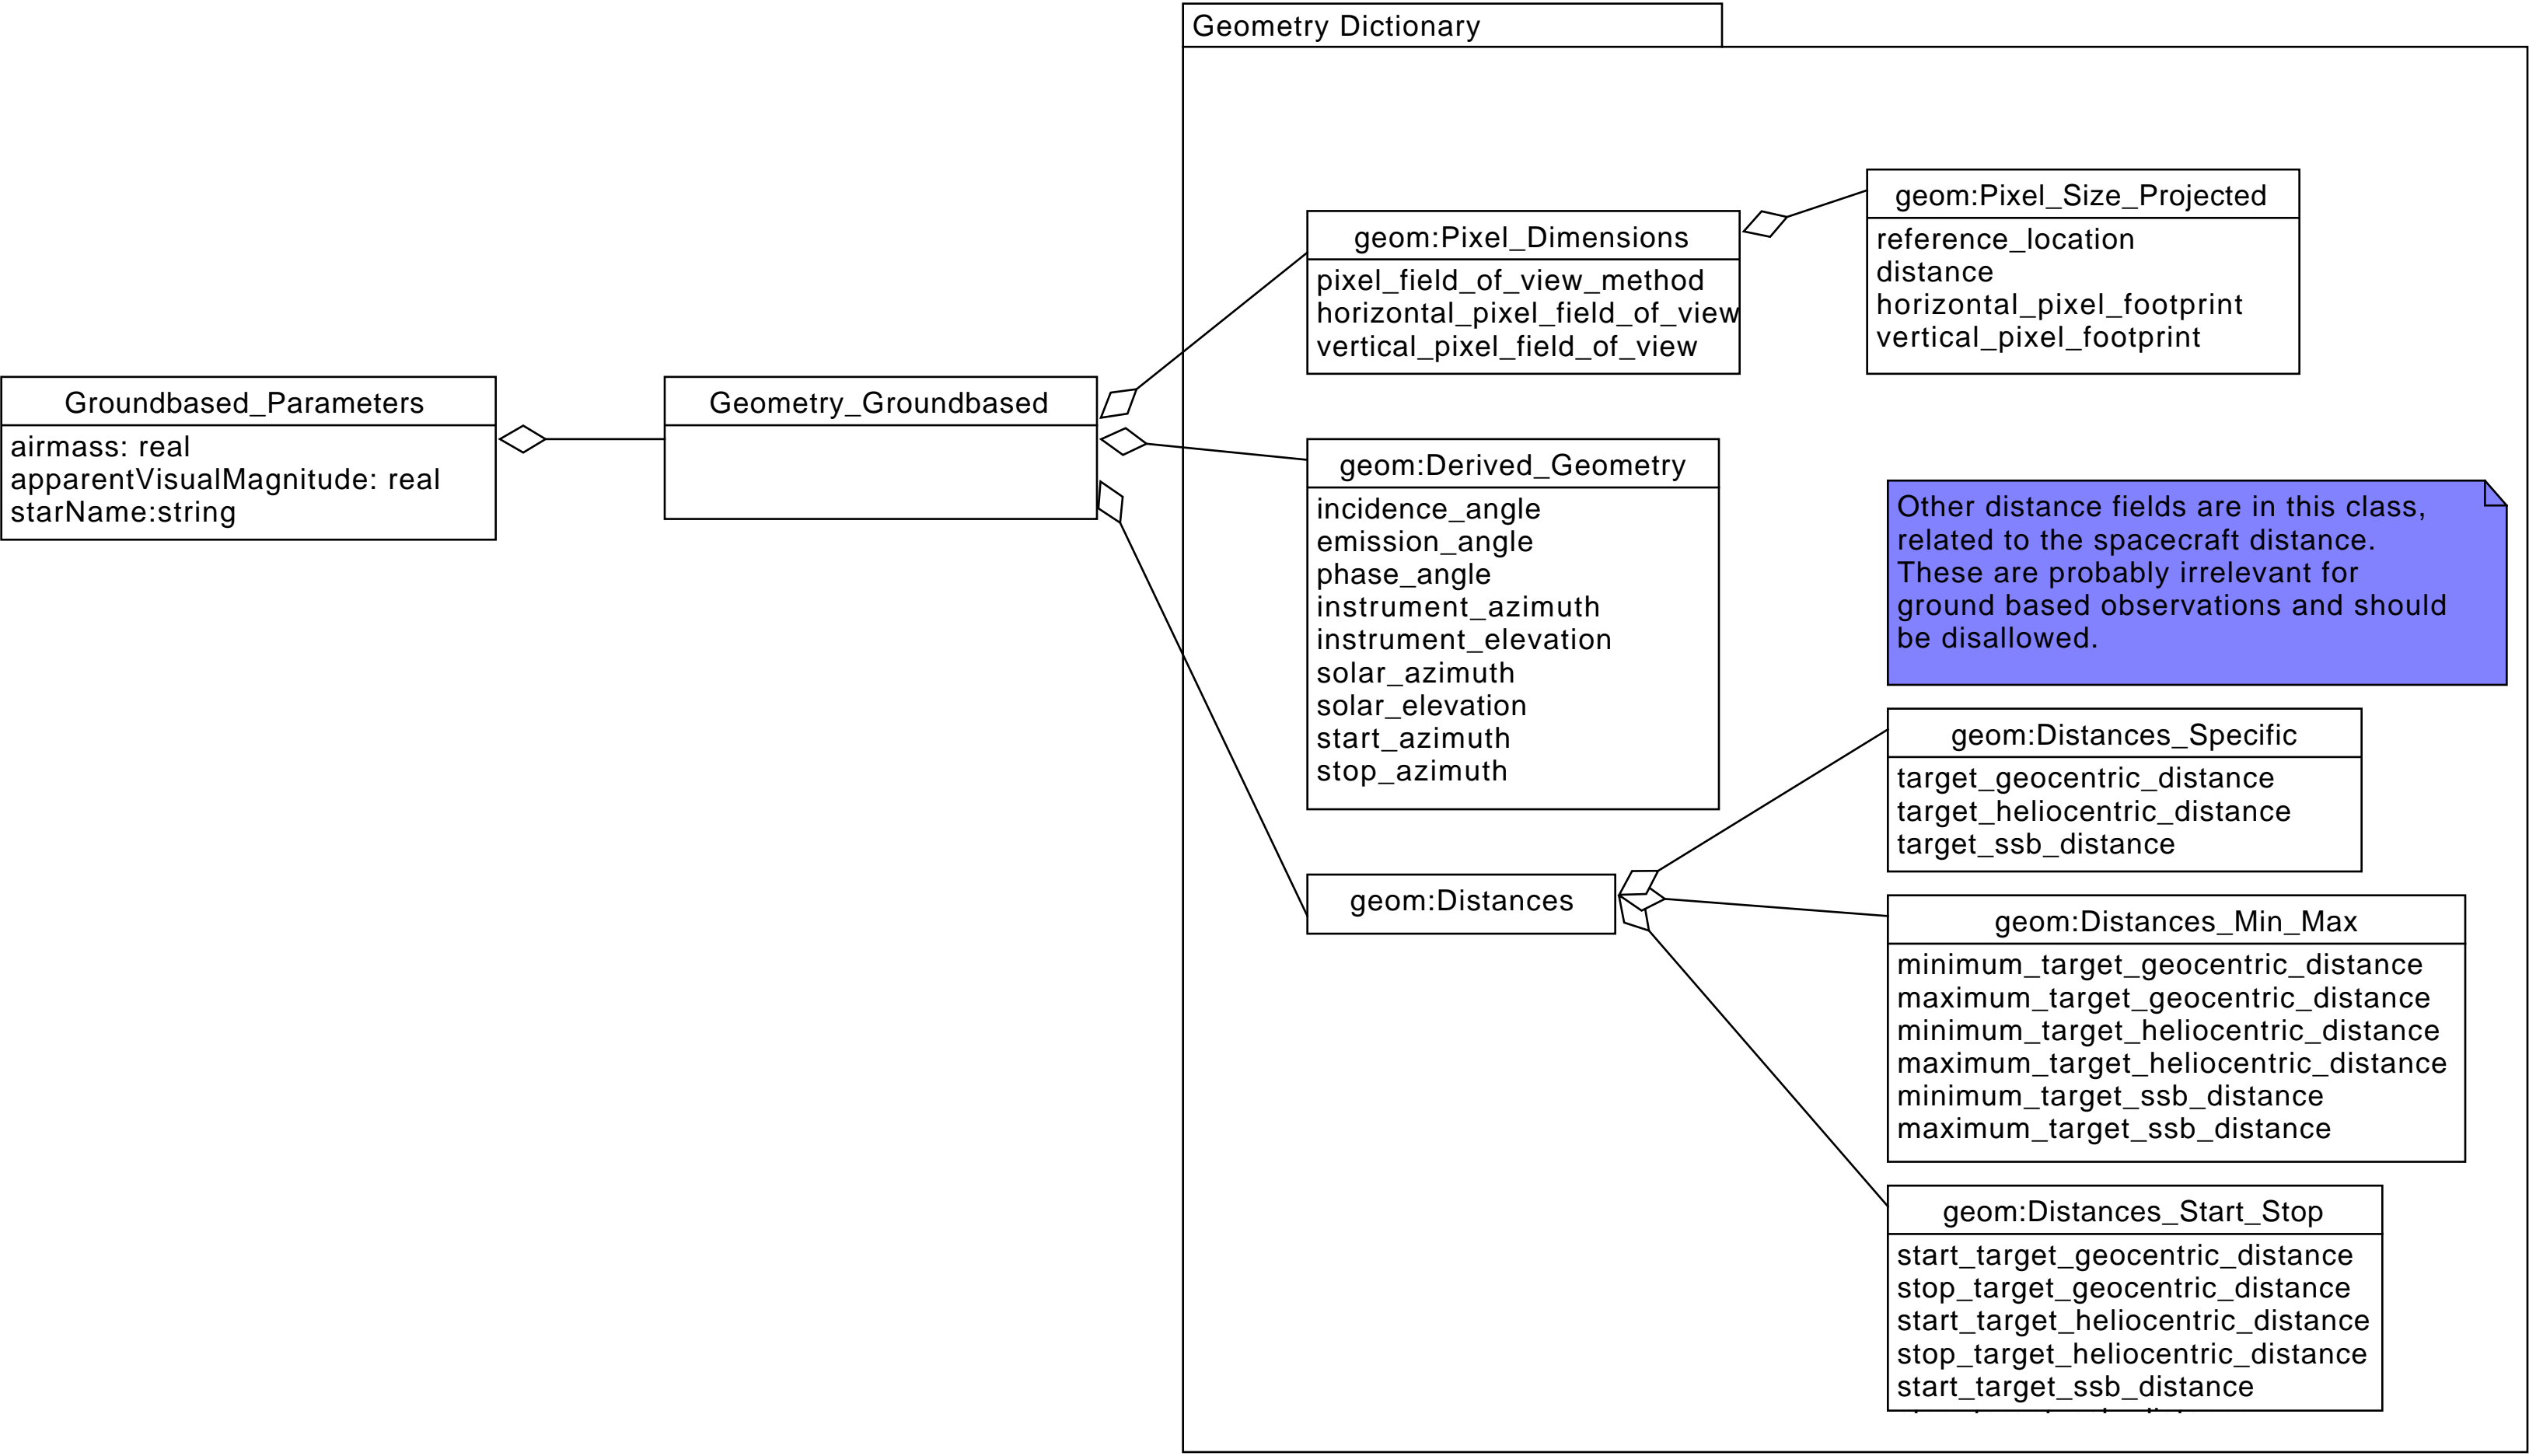 Geometry Dictionary
geom:Pixel_Size_Projected
reference_location
distance
horizontal_pixel_footprint
vertical_pixel_footprint
geom:Pixel_Dimensions
pixel_field_of_view_method
horizontal_pixel_field_of_view
vertical_pixel_field_of_view
Groundbased_Parameters
airmass: real
apparentVisualMagnitude: real
starName:string
Geometry_Groundbased
geom:Derived_Geometry
incidence_angle
emission_angle
phase_angle
instrument_azimuth
instrument_elevation
solar_azimuth
solar_elevation
start_azimuth
stop_azimuth
Other distance fields are in this class,
related to the spacecraft distance.
These are probably irrelevant for
ground based observations and should
be disallowed.
geom:Distances_Specific
target_geocentric_distance
target_heliocentric_distance
target_ssb_distance
geom:Distances
geom:Distances_Min_Max
minimum_target_geocentric_distance
maximum_target_geocentric_distance
minimum_target_heliocentric_distance
maximum_target_heliocentric_distance
minimum_target_ssb_distance
maximum_target_ssb_distance
geom:Distances_Start_Stop
start_target_geocentric_distance
stop_target_geocentric_distance
start_target_heliocentric_distance
stop_target_heliocentric_distance
start_target_ssb_distance